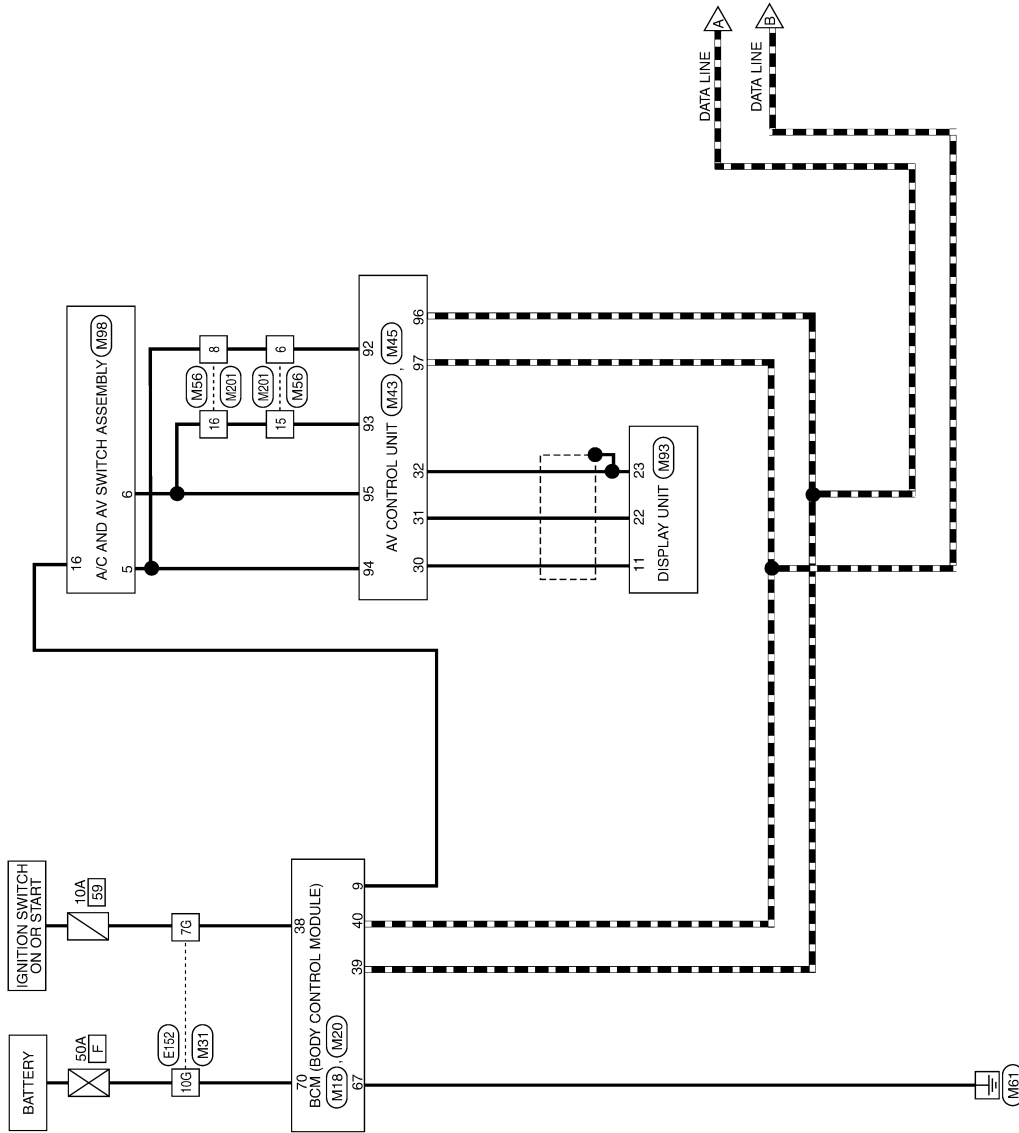 A
B
DATA LINE
DATA LINE
16
A/C AND AV SWITCH ASSEMBLY M98
5
6
8
6
M56
M201
M201
M56
16
15
94
95
93
92
AV CONTROL UNIT M43 , M45
30
31
32
97
96
11
22
23
DISPLAY UNIT M93
IGNITION SWITCH
ON OR START
10A
59
BATTERY
50A
F
7G
E152
M31
10G
70
38
BCM (BODY CONTROL MODULE)
M18 , M20
67
39
40
9
M61